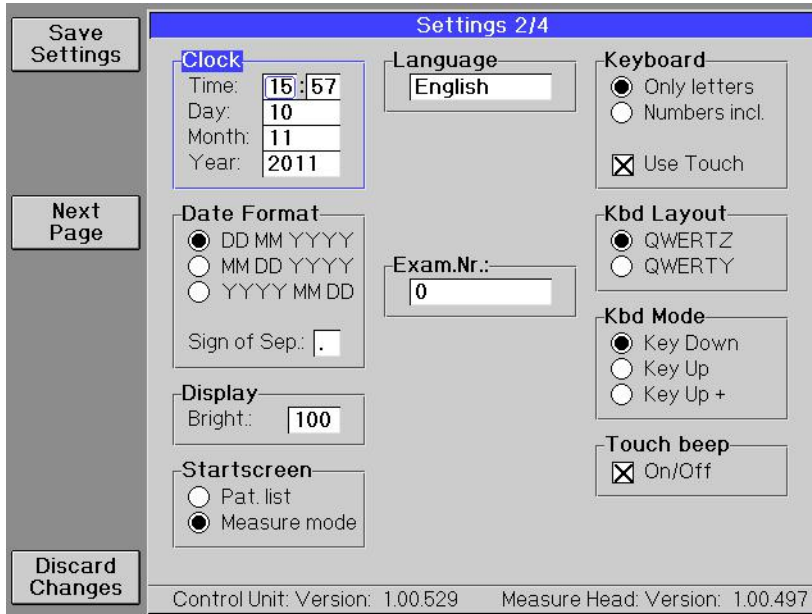 Save
Settings
Next
Page
Discard
Changes
Settings 2/4
Clock
Time: 15:57
Day: 10
Month: 11
Year: 2011
Date Format
DD MM YYYY
MM DD YYYY
YYYY MM DD
Sign of Sep.: .
Display
Bright.: 100
Startscreen
Pat. list
Measure mode
Language
English
Exam.Nr.:
0
Keyboard
Only letters
Numbers incl.
Use Touch
Kbd Layout
QWERTZ
QWERTY
Kbd Mode
Key Down
Key Up
Key Up +
Touch beep
On/Off
Control Unit: Version: 1.00.529 Measure Head: Version: 1.00.497